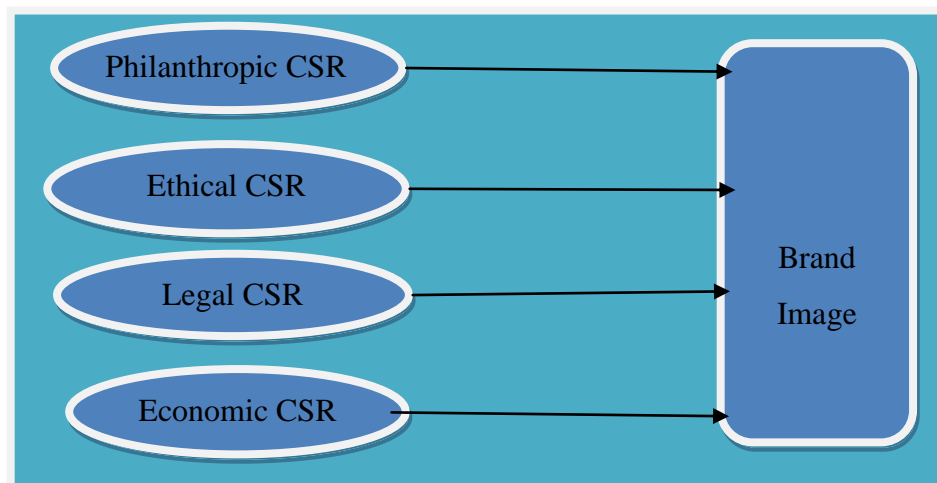 Philanthropic CSR
Ethical CSR
Legal CSR
Economic CSR
Brand
Image